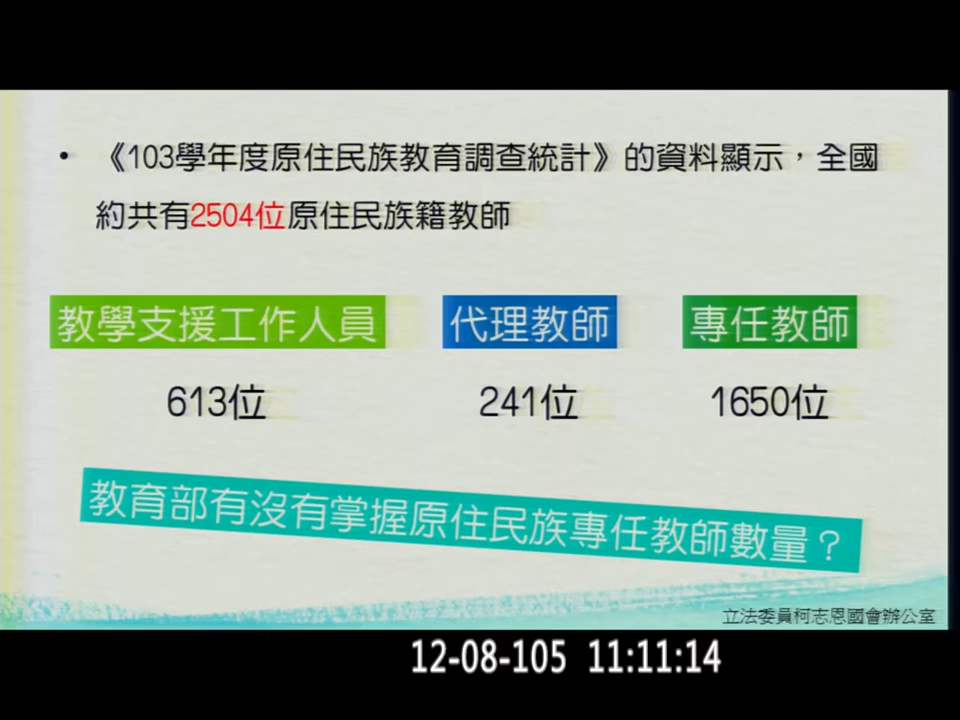 • 《103學年度原住民族教育調查統計》的資料顯示，全國
約共有2504位原住民族籍教師
教學支援工作人員 代理教師 專任教師
613位 241位 1650位
教育部有沒有掌握原住民族專任教師數量？
立法委員柯志恩國會辦公室
12-08-105 11:11:14